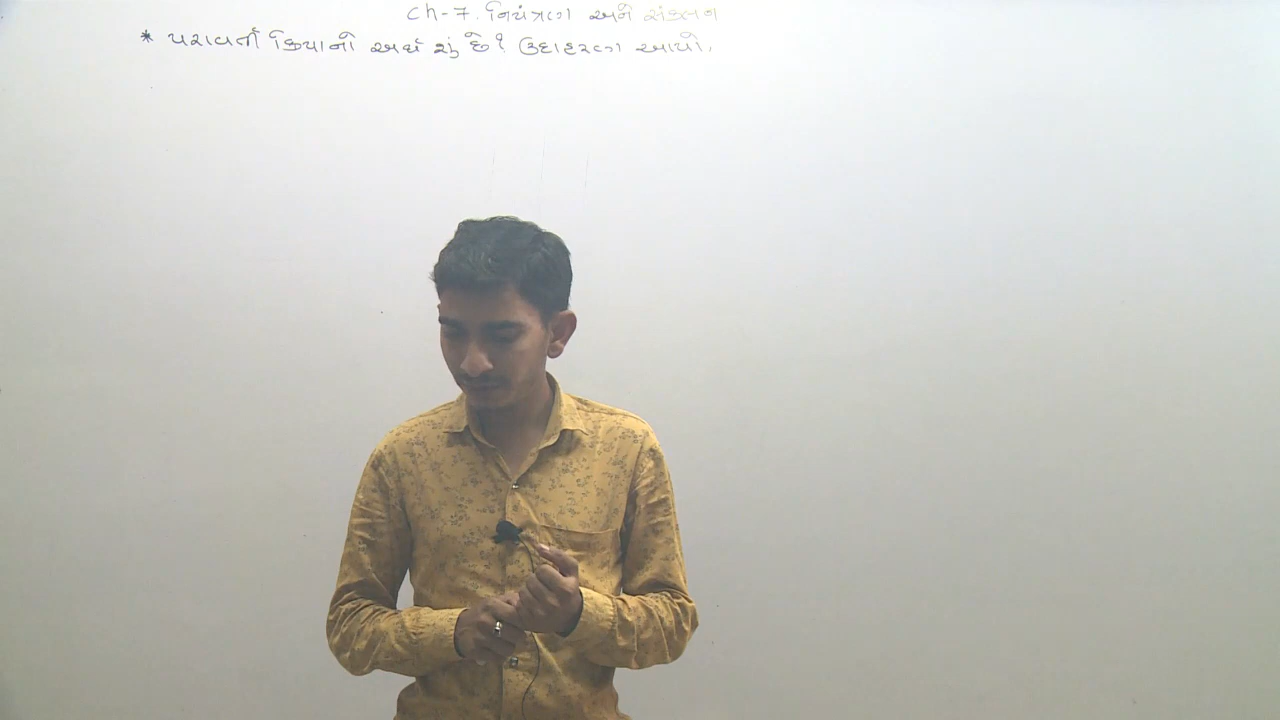 Ch-7. નિયંત્રણ અને સંકલન
* પરાવર્તી ક્રિયાનો અર્થ શું છે? ઉદાહરણ આપો.